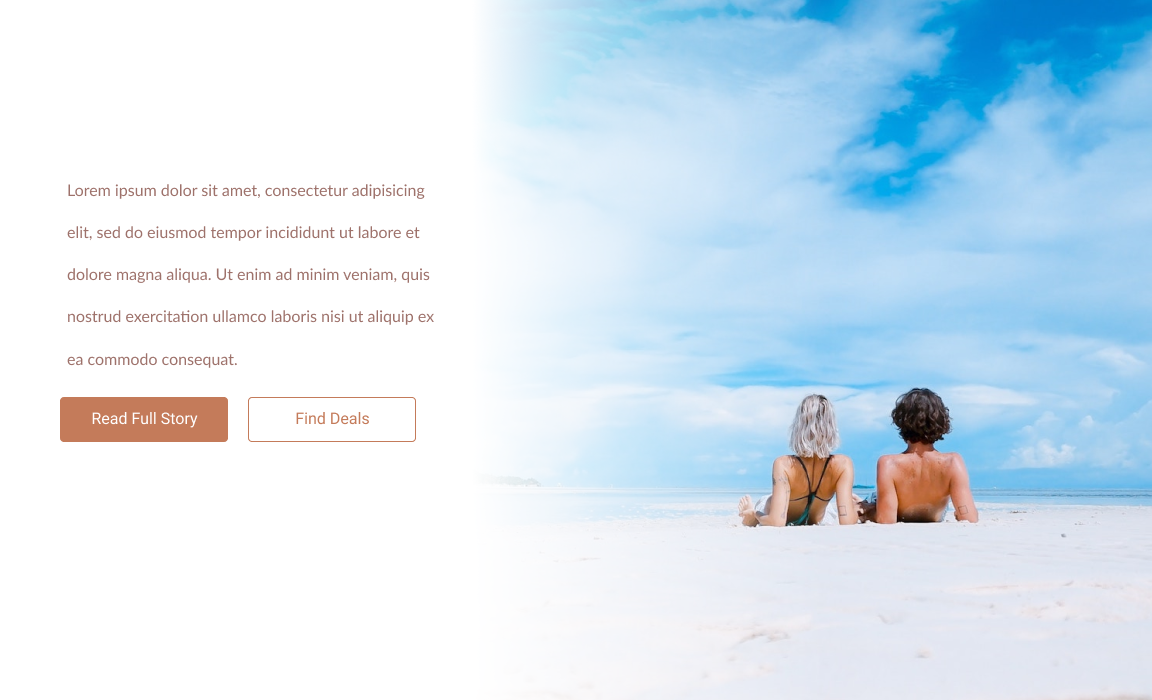 Lorem ipsum dolor sit amet, consectetur adipisicing
elit, sed do eiusmod tempor incididunt ut labore et
dolore magna aliqua. Ut enim ad minim veniam, quis
nostrud exercitation ullamco laboris nisi ut aliquip ex
ea commodo consequat.
Read Full Story
Find Deals